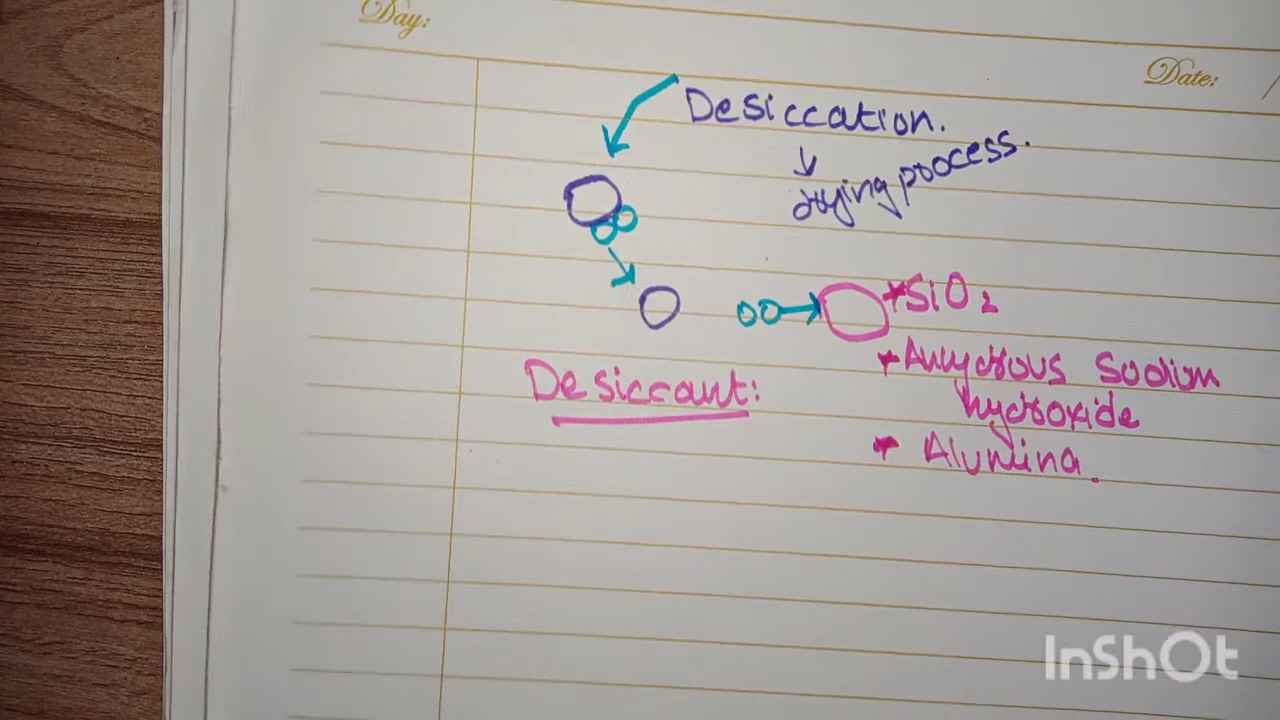 Day:
Date: /
Desiccation.
↓
drying process.
* SiO2
* Anhydrous Sodium
hydroxide
* Alumina.
Desiccant:
InShOt